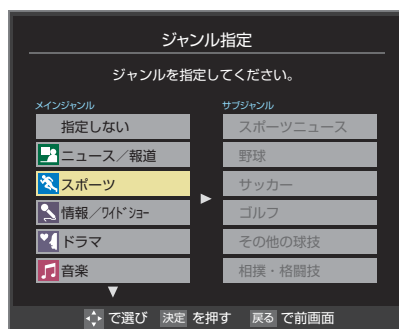 ジャンル指定
ジャンルを指定してください。
メインジャンル
指定しない
ニュース／報道
スポーツ
情報／ワイドショー
ドラマ
音楽
サブジャンル
スポーツニュース
野球
サッカー
ゴルフ
その他の球技
相撲・格闘技
で選び 決定 を押す 戻る で前画面